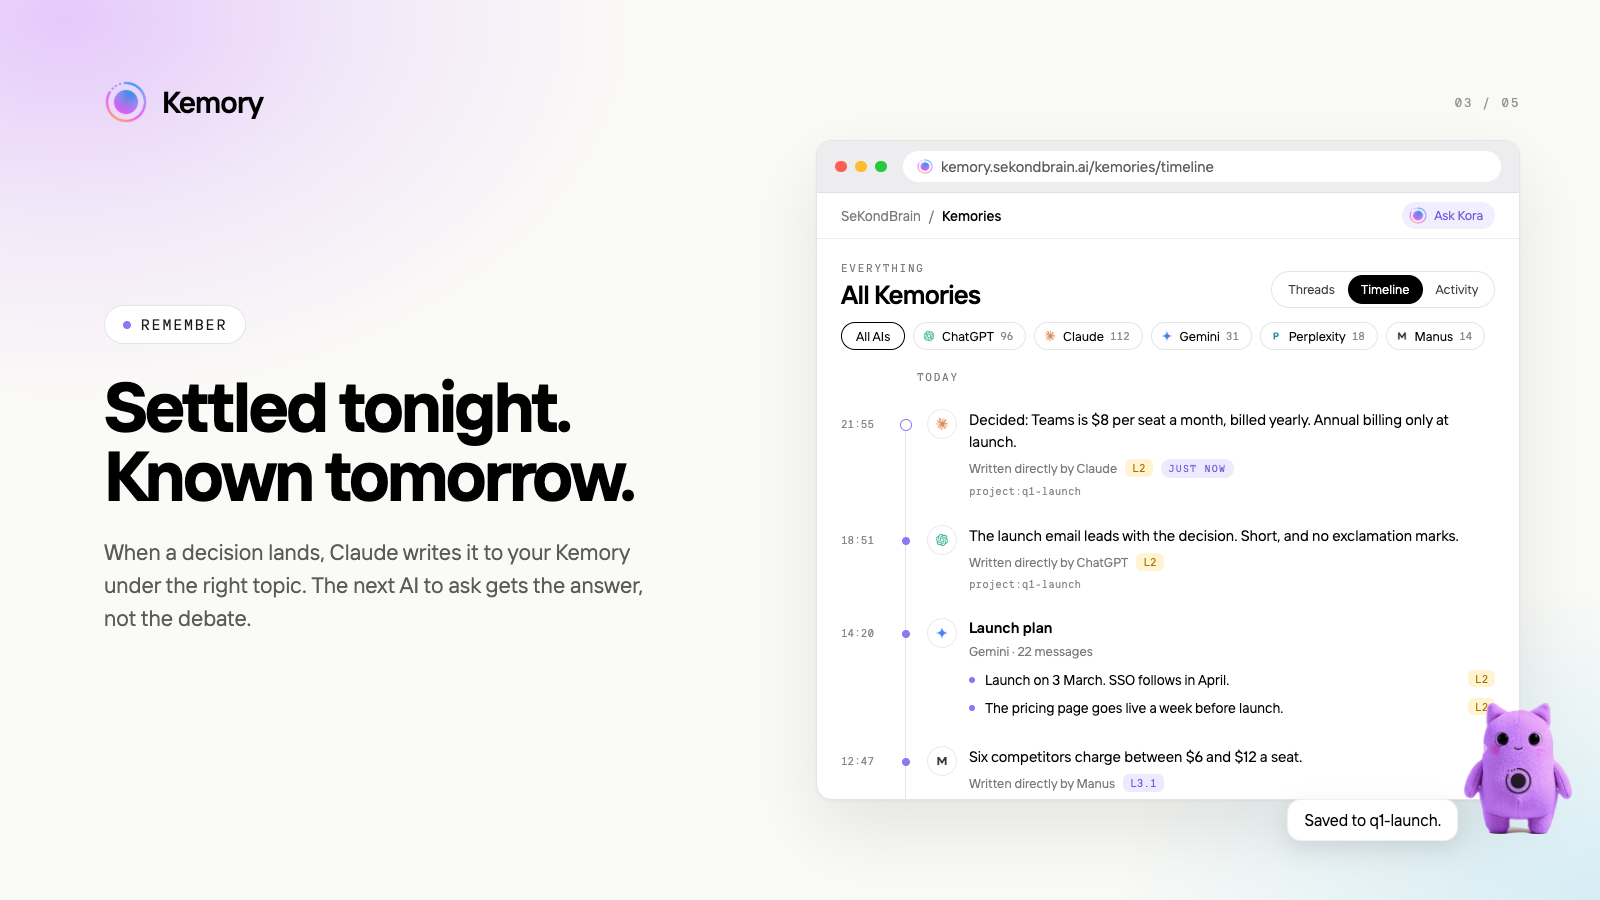 Kemory
03 / 05
REMEMBER
Settled tonight.
Known tomorrow.
When a decision lands, Claude writes it to your Kemory
under the right topic. The next AI to ask gets the answer,
not the debate.
kemory.sekondbrain.ai/kemories/timeline
SeKondBrain / Kemories
Ask Kora
EVERYTHING
All Kemories
Threads Timeline Activity
All AIs ChatGPT 96 Claude 112 Gemini 31 P Perplexity 18 M Manus 14
TODAY
21:55 Decided: Teams is $8 per seat a month, billed yearly. Annual billing only at
launch.
Written directly by Claude L2 JUST NOW
project:q1-launch
18:51 The launch email leads with the decision. Short, and no exclamation marks.
Written directly by ChatGPT L2
project:q1-launch
14:20 Launch plan
Gemini · 22 messages
Launch on 3 March. SSO follows in April. L2
The pricing page goes live a week before launch. L2
12:47 M Six competitors charge between $6 and $12 a seat.
Written directly by Manus L3.1
Saved to q1-launch.